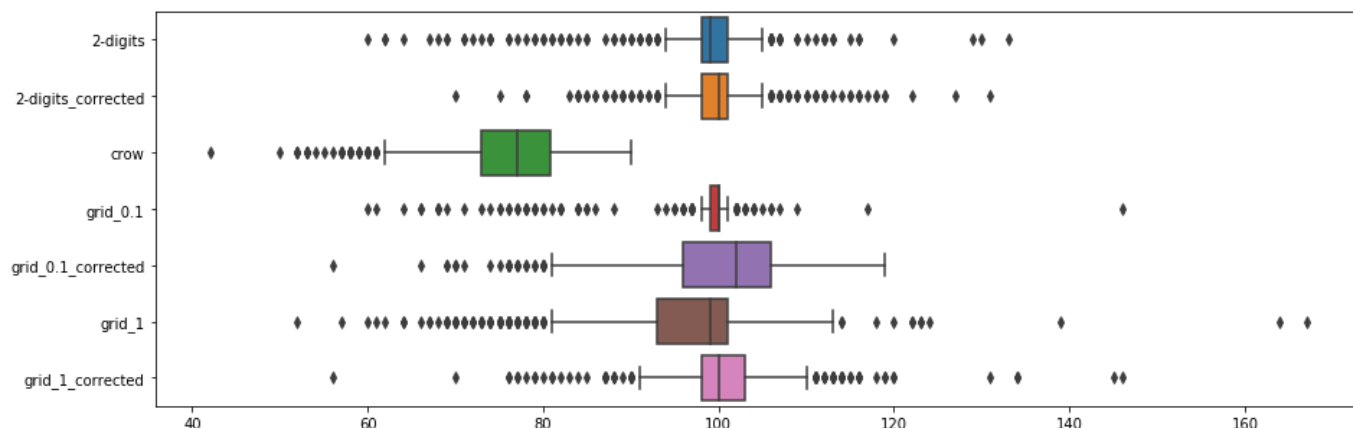 2-digits
2-digits_corrected
crow
grid_0.1
grid_0.1_corrected
grid_1
grid_1_corrected
40 60 80 100 120 140 160